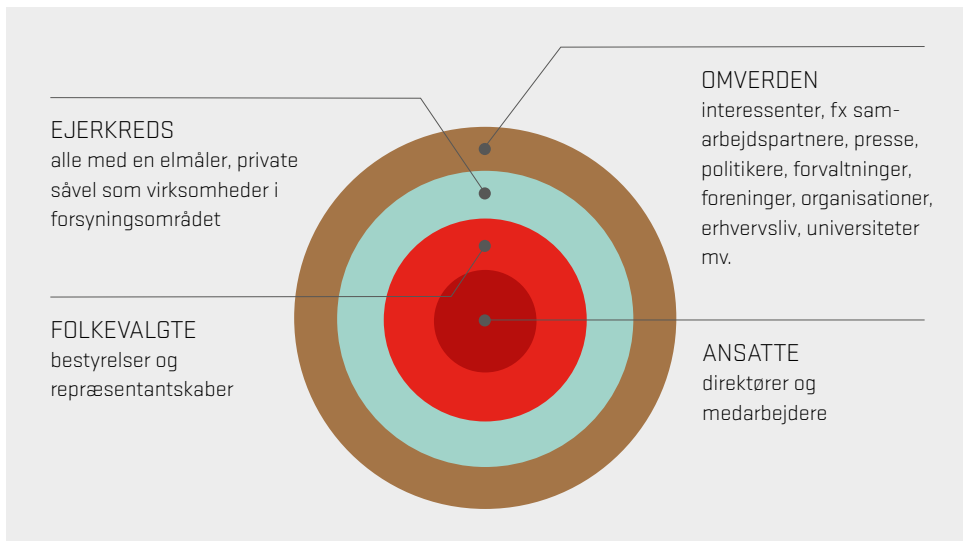 EJERKREDS
alle med en elmåler, private
såvel som virksomheder i
forsyningsområdet
FOLKEVALGTE
bestyrelser og
repræsentantskaber
OMVERDEN
interessenter, fx sam-
arbejdspartnere, presse,
politikere, forvaltninger,
foreninger, organisationer,
erhvervsliv, universiteter
mv.
ANSATTE
direktører og
medarbejdere